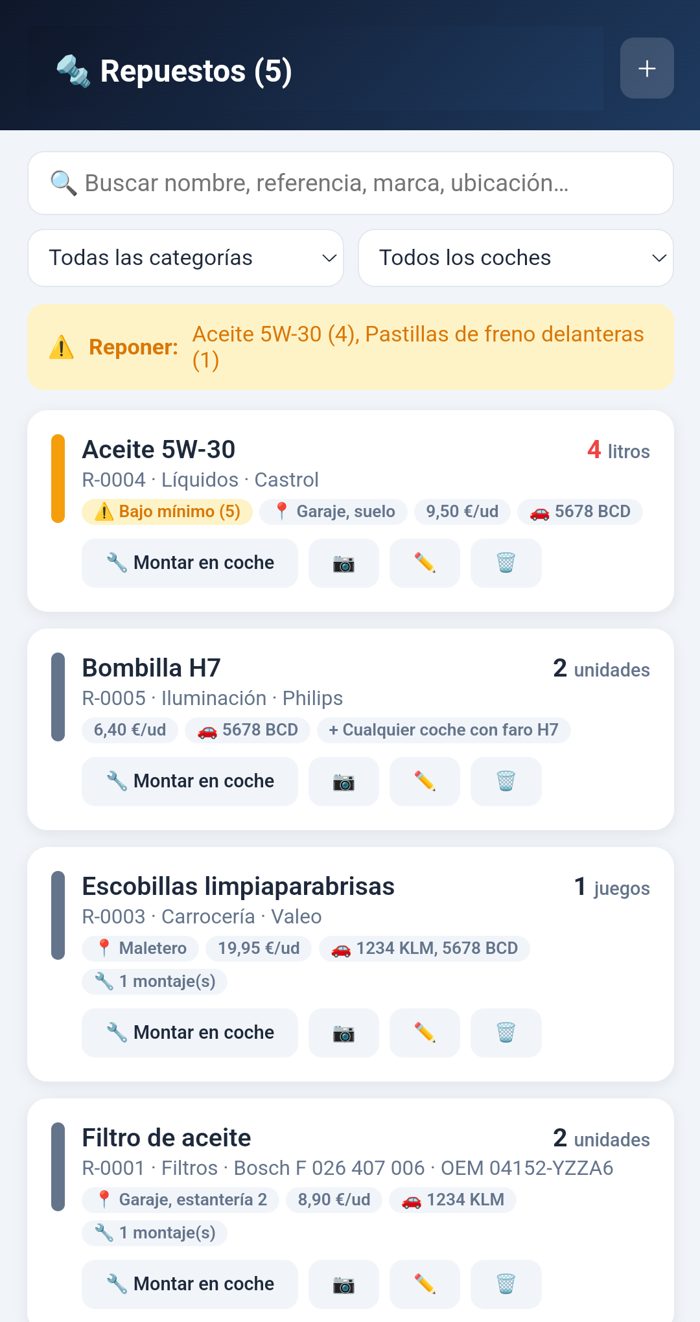 🔩 Repuestos (5)
+
🔍 Buscar nombre, referencia, marca, ubicación…
Todas las categorías
Todos los coches
⚠️ Reponer: Aceite 5W-30 (4), Pastillas de freno delanteras
(1)
Aceite 5W-30
4 litros
R-0004 · Líquidos · Castrol
⚠️ Bajo mínimo (5) 📍 Garaje, suelo 9,50 €/ud 🚗 5678 BCD
🔧 Montar en coche 📷 ✏️ 🗑️
Bombilla H7
2 unidades
R-0005 · Iluminación · Philips
6,40 €/ud 🚗 5678 BCD + Cualquier coche con faro H7
🔧 Montar en coche 📷 ✏️ 🗑️
Escobillas limpiaparabrisas
1 juegos
R-0003 · Carrocería · Valeo
📍 Maletero 19,95 €/ud 🚗 1234 KLM, 5678 BCD
🔧 1 montaje(s)
🔧 Montar en coche 📷 ✏️ 🗑️
Filtro de aceite
2 unidades
R-0001 · Filtros · Bosch F 026 407 006 · OEM 04152-YZZA6
📍 Garaje, estantería 2 8,90 €/ud 🚗 1234 KLM
🔧 1 montaje(s)
🔧 Montar en coche 📷 ✏️ 🗑️